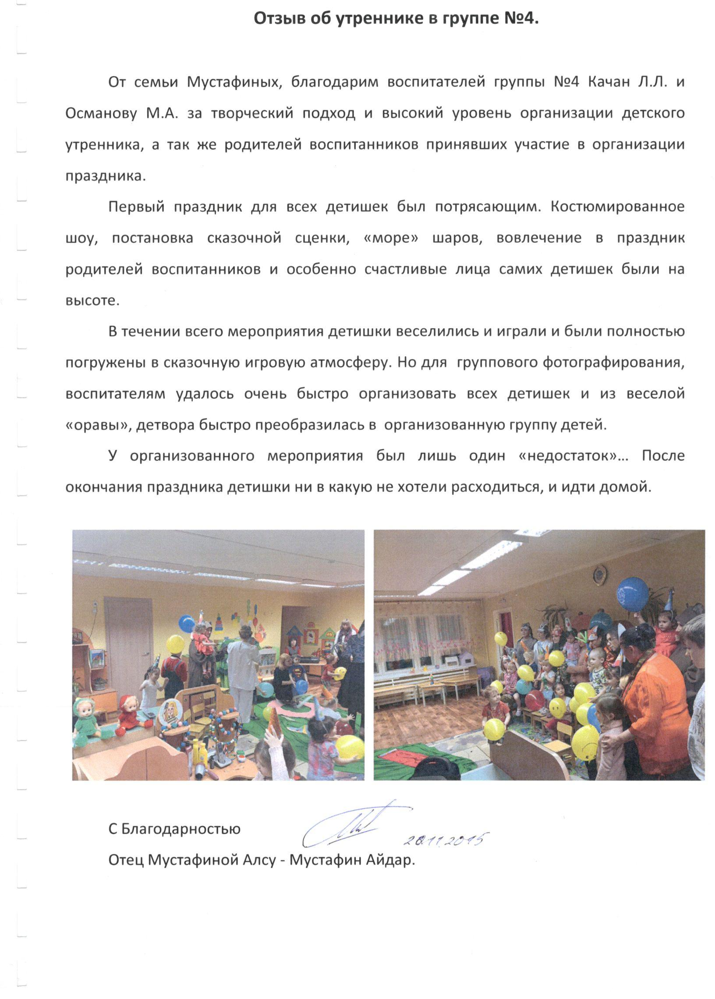 Отзыв об утреннике в группе №4.
От семьи Мустафиных, благодарим воспитателей группы №4 Качан Л.Л. и
Османову М.А. за творческий подход и высокий уровень организации детского
утренника, а так же родителей воспитанников принявших участие в организации
праздника.
Первый праздник для всех детишек был потрясающим. Костюмированное
шоу, постановка сказочной сценки, «море» шаров, вовлечение в праздник
родителей воспитанников и особенно счастливые лица самих детишек были на
высоте.
В течении всего мероприятия детишки веселились и играли и были полностью
погружены в сказочную игровую атмосферу. Но для  группового фотографирования,
воспитателям удалось очень быстро организовать всех детишек и из веселой
«оравы», детвора быстро преобразилась в  организованную группу детей.
У организованного мероприятия был лишь один «недостаток»... После
окончания праздника детишки ни в какую не хотели расходиться, и идти домой.
С Благодарностью
20.11.2015
Отец Мустафиной Алсу - Мустафин Айдар.